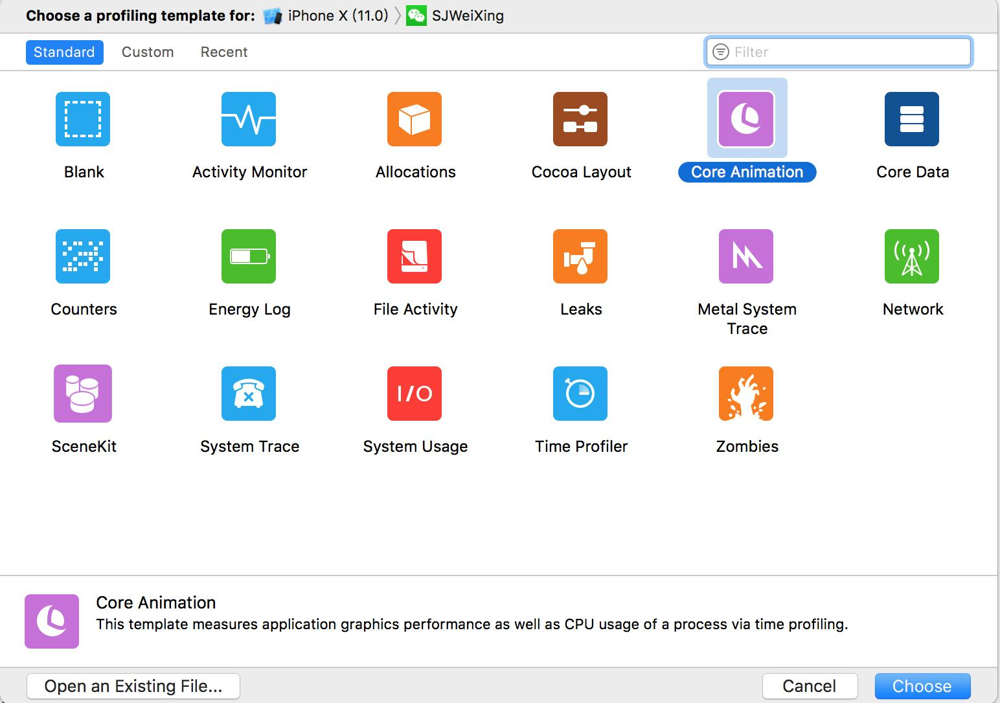 Choose a profiling template for: iPhone X (11.0) SJWeiXing
Standard Custom Recent Filter
Blank Activity Monitor Allocations Cocoa Layout Core Animation Core Data
Counters Energy Log File Activity Leaks Metal System Trace Network
I/O
SceneKit System Trace System Usage Time Profiler Zombies
Core Animation
This template measures application graphics performance as well as CPU usage of a process via time profiling.
Open an Existing File... Cancel Choose